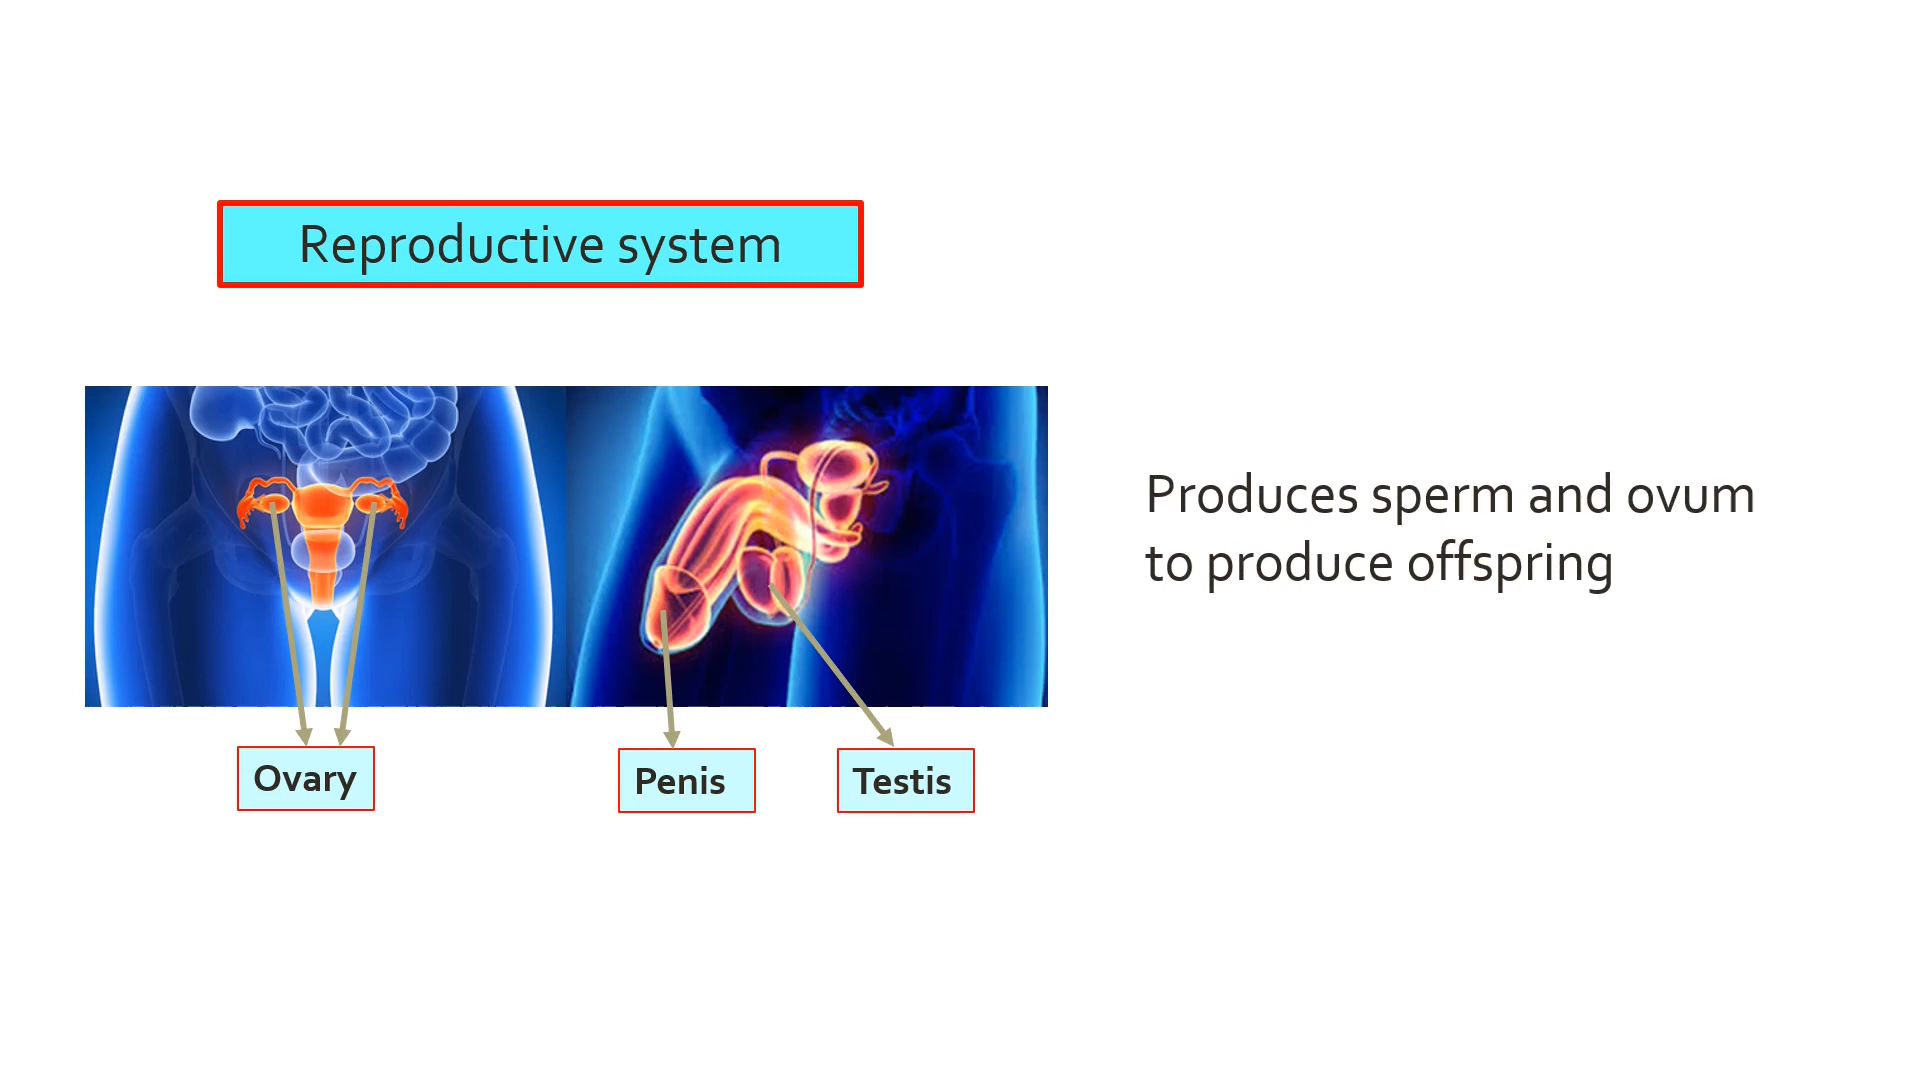 Reproductive system
Produces sperm and ovum
to produce offspring
Ovary
Penis
Testis